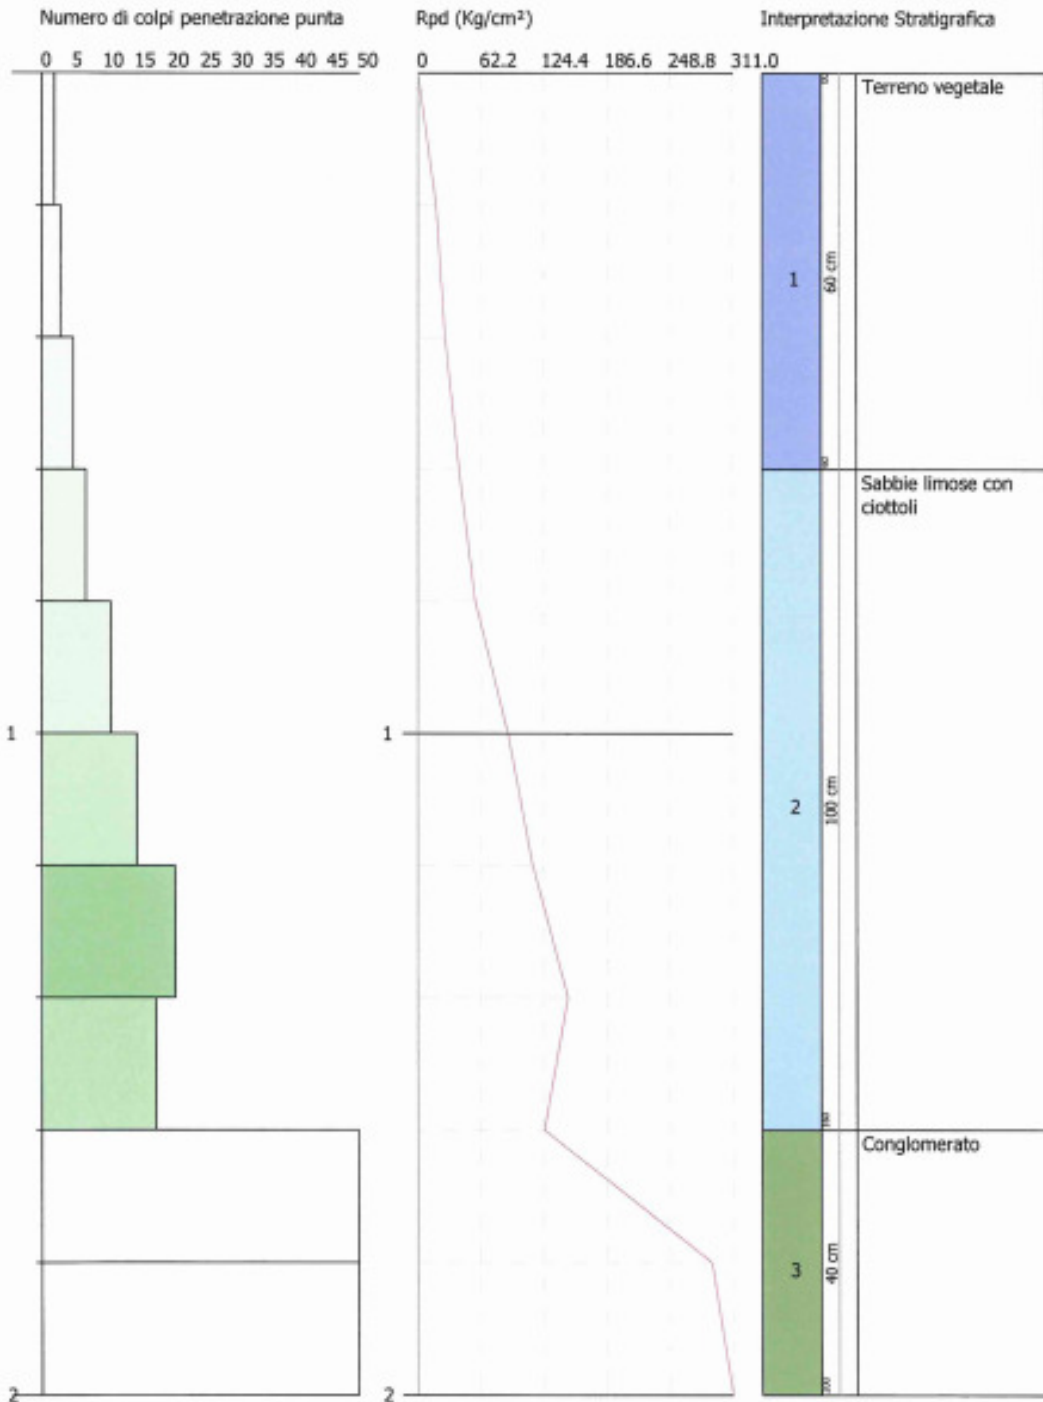 Numero di colpi penetrazione punta
Rpd (Kg/cm²)
Interpretazione Stratigrafica
0 5 10 15 20 25 30 35 40 45 50
0 62.2 124.4 186.6 248.8 311.0
Terreno vegetale
1
60 cm
Sabbie limose con
ciottoli
1
1
2
100 cm
Conglomerato
3
40 cm
2
2